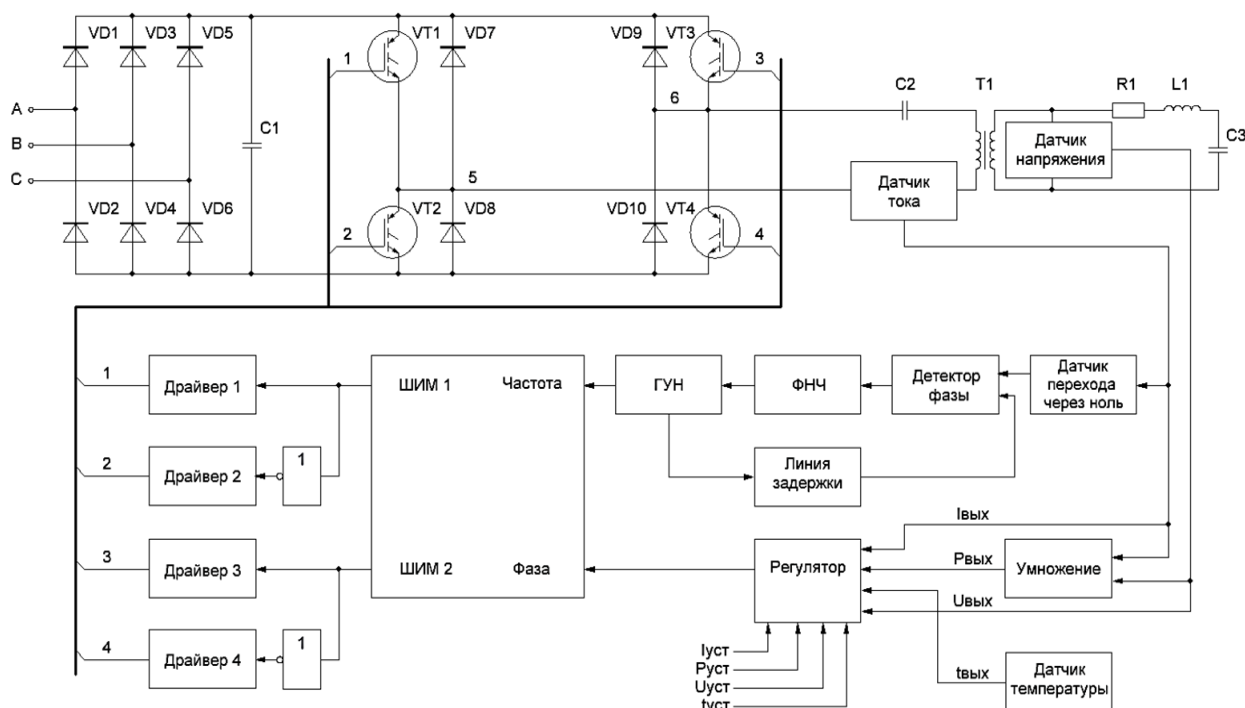 VD1 VD3 VD5 VT1 VD7 VD9 VT3
1 3
A
B
C
C1
6
C2 T1 R1 L1
C3
Датчик
напряжения
5
Датчик
тока
VD2 VD4 VD6 VT2 VD8 VD10 VT4
2 4
1 Драйвер 1
ШИМ 1 Частота
ГУН
ФНЧ
Детектор
фазы
Датчик
перехода
через ноль
2 Драйвер 2 1
Линия
задержки
3 Драйвер 3
ШИМ 2 Фаза
Регулятор
Iвых
Pвых
Умножение
Uвых
4 Драйвер 4 1
Iуст
Pуст
Uуст
tуст
tвых
Датчик
температуры